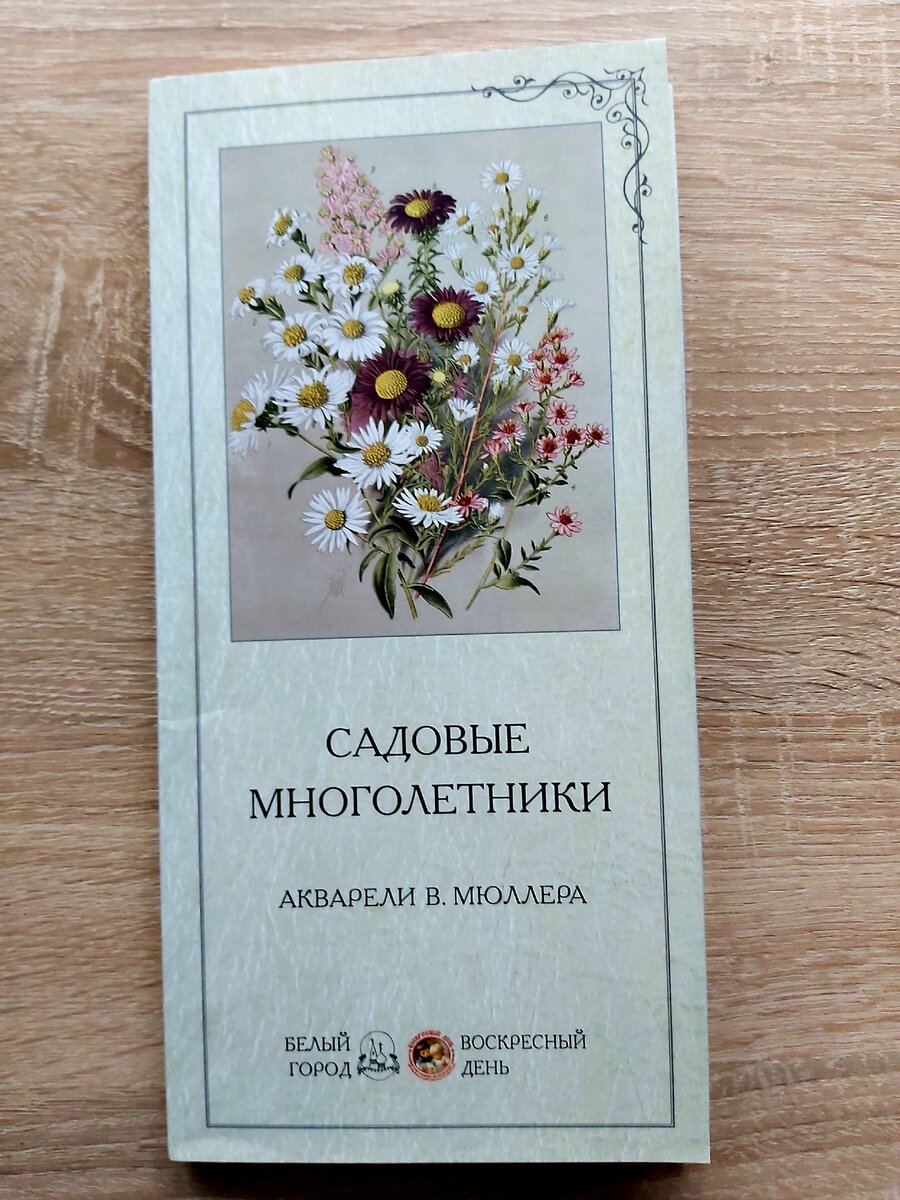 САДОВЫЕ
МНОГОЛЕТНИКИ
АКВАРЕЛИ В. МЮЛЛЕРА
БЕЛЫЙ
ГОРОД
ВОСКРЕСНЫЙ
ДЕНЬ